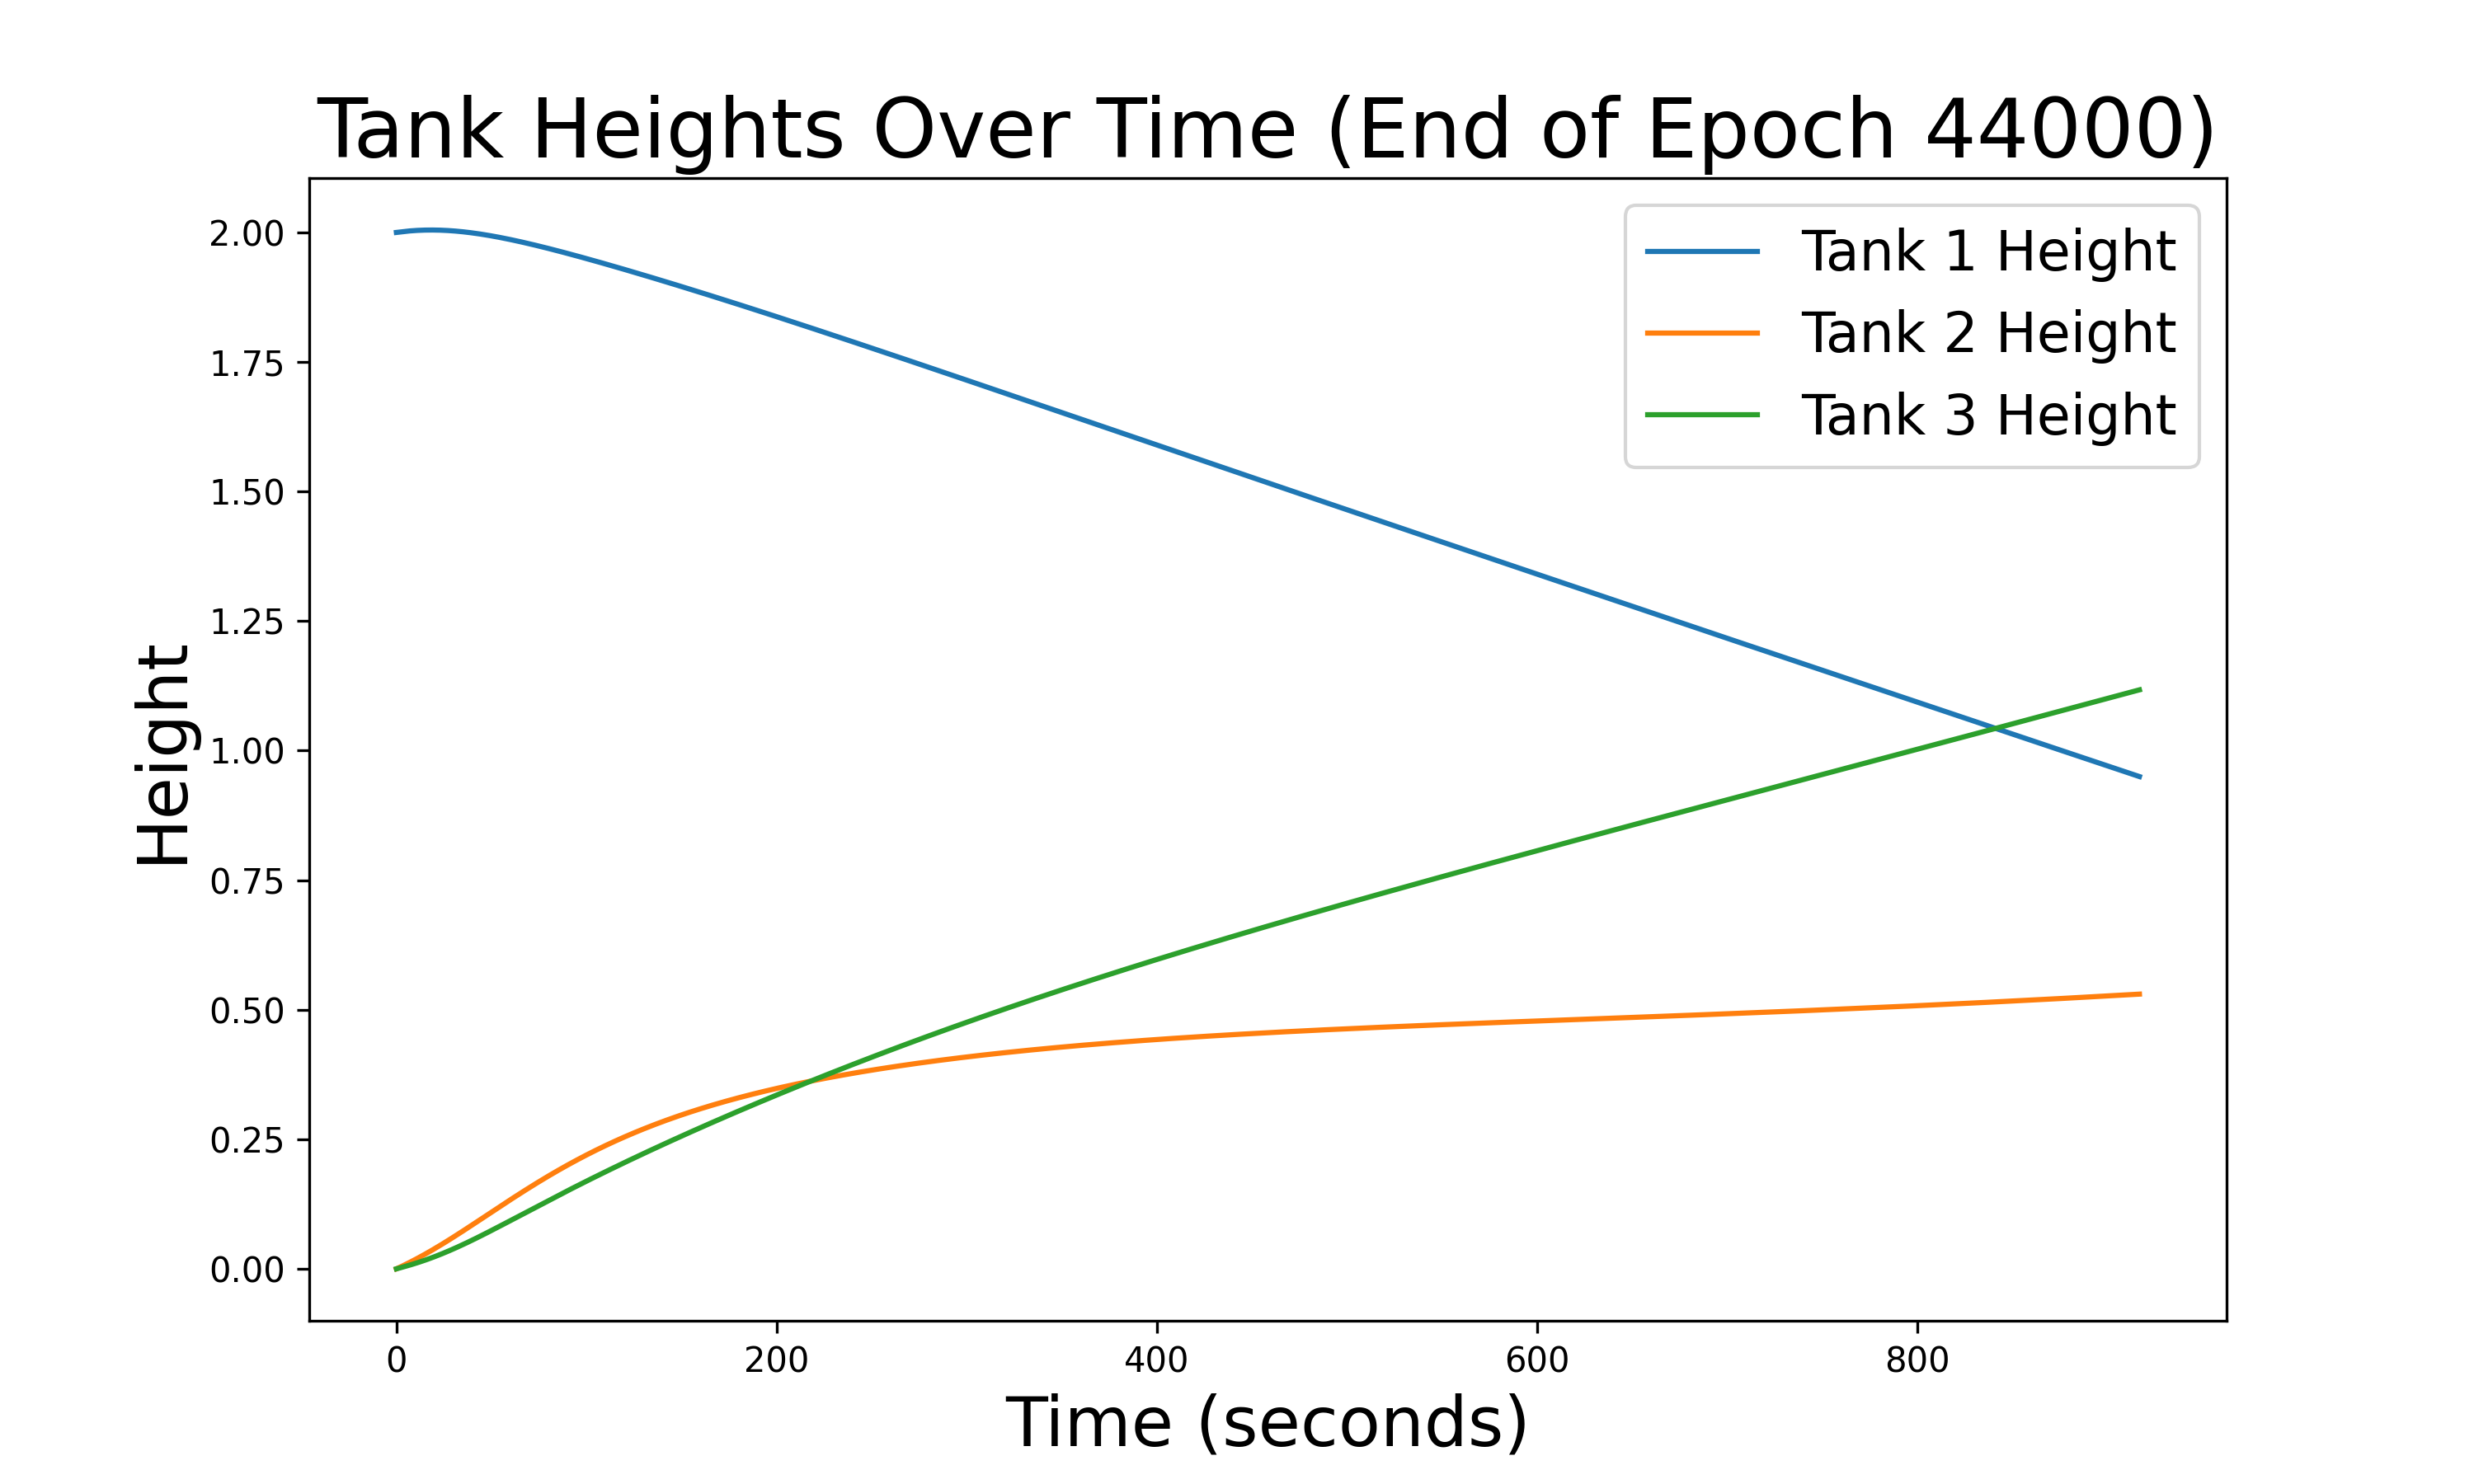 Tank Heights Over Time (End of Epoch 44000)
Tank 1 Height
Tank 2 Height
Tank 3 Height
2.00
1.75
1.50
1.25
1.00
0.75
0.50
0.25
0.00
Height
0 200 400 600 800
Time (seconds)